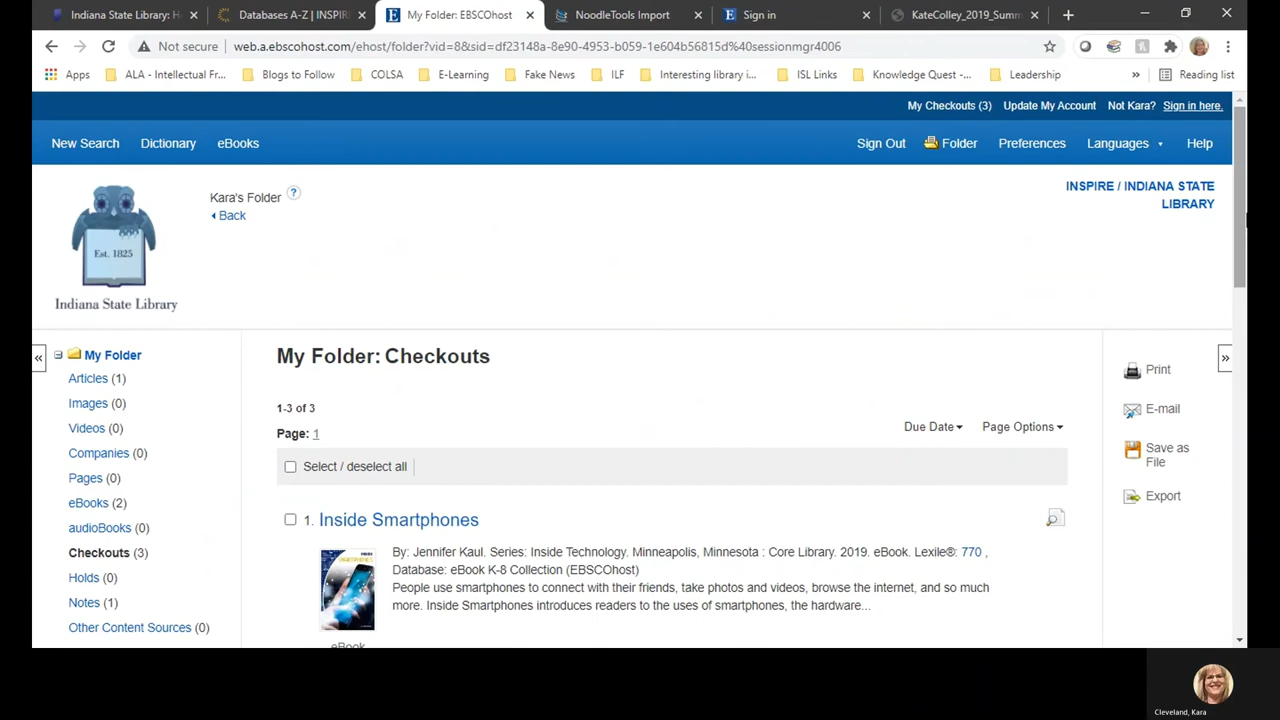 Indiana State Library: H
Databases A-Z | INSPIRE
My Folder: EBSCOhost
NoodleTools Import
Sign in
KateColley_2019_Summ
Not secure
web.a.ebscohost.com/ehost/folder?vid=8&sid=df23148a-8e90-4953-b059-1e604b56815d%40sessionmgr4006
Apps
ALA - Intellectual Fr...
Blogs to Follow
COLSA
E-Learning
Fake News
ILF
Interesting library i...
ISL Links
Knowledge Quest -...
Leadership
»
Reading list
My Checkouts (3)
Update My Account
Not Kara? Sign in here.
New Search
Dictionary
eBooks
Sign Out
Folder
Preferences
Languages
Help
Est. 1825
Indiana State Library
Kara's Folder
Back
INSPIRE / INDIANA STATE
LIBRARY
My Folder
Articles (1)
Images (0)
Videos (0)
Companies (0)
Pages (0)
eBooks (2)
audioBooks (0)
Checkouts (3)
Holds (0)
Notes (1)
Other Content Sources (0)
My Folder: Checkouts
1-3 of 3
Page: 1
Due Date
Page Options
Select / deselect all
1. Inside Smartphones
By: Jennifer Kaul. Series: Inside Technology. Minneapolis, Minnesota : Core Library. 2019. eBook. Lexile®: 770 ,
Database: eBook K-8 Collection (EBSCOhost)
People use smartphones to connect with their friends, take photos and videos, browse the internet, and so much
more. Inside Smartphones introduces readers to the uses of smartphones, the hardware...
eBook
Print
E-mail
Save as
File
Export
Cleveland, Kara